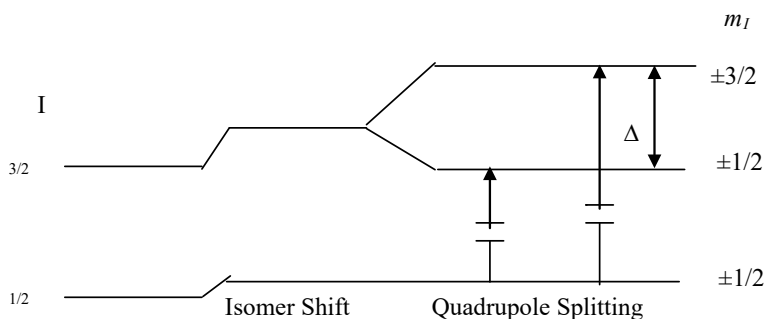 m_I
±3/2
I
Δ
3/2
±1/2
±1/2
1/2
Isomer Shift Quadrupole Splitting